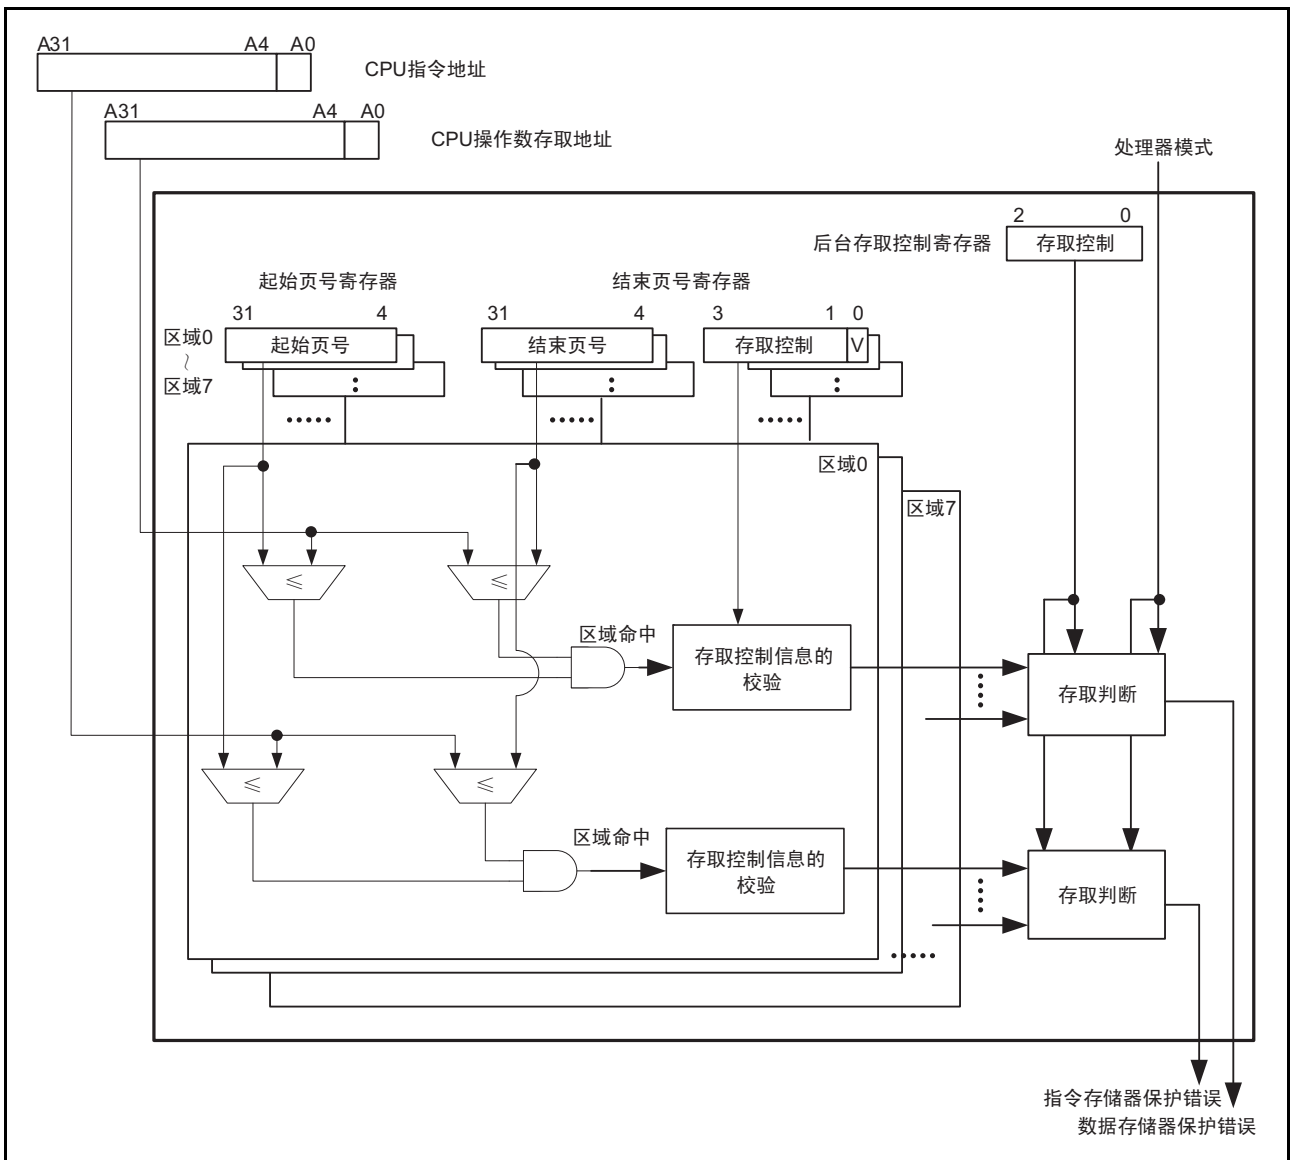 A31 A4 A0
CPU指令地址
A31 A4 A0
CPU操作数存取地址
处理器模式
2 0
后台存取控制寄存器 存取控制
起始页号寄存器 结束页号寄存器
31 4 31 4 3 1 0
区域0 起始页号 结束页号 存取控制 V
~
区域7
区域0
区域7
≤ ≤
区域命中
存取控制信息的
校验
存取判断
≤ ≤
区域命中
存取控制信息的
校验
存取判断
指令存储器保护错误
数据存储器保护错误